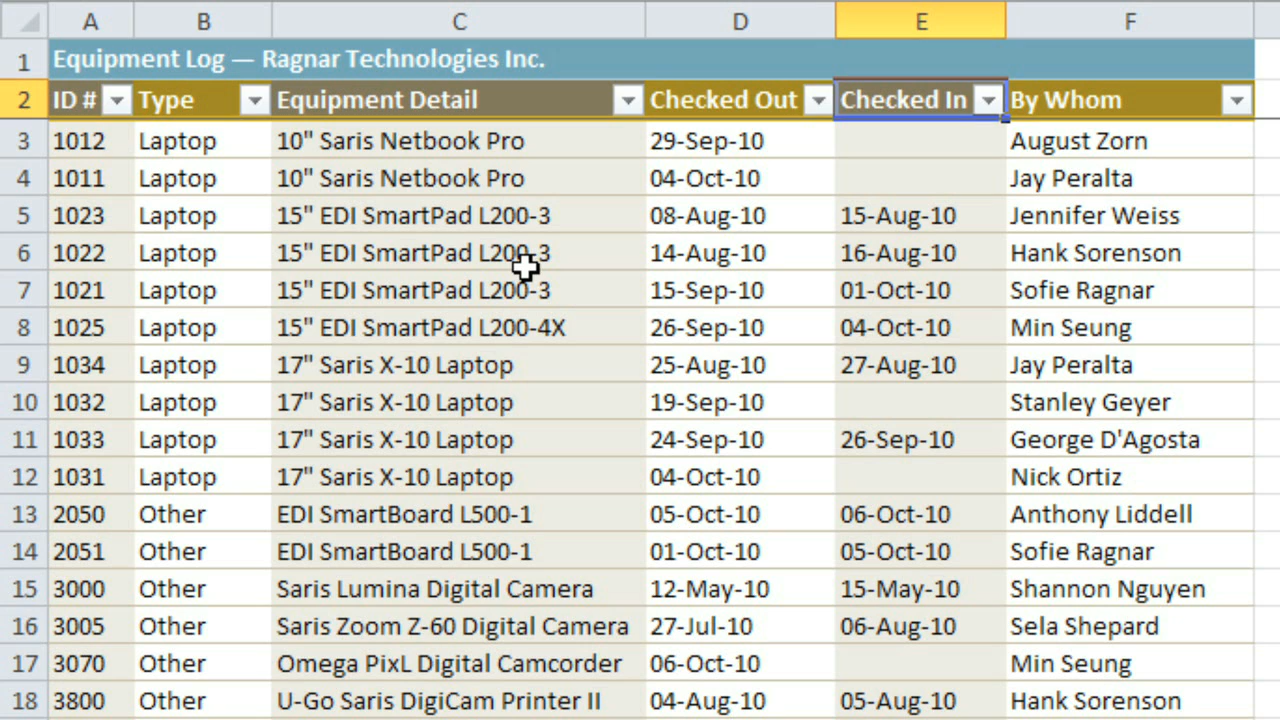 A B C D E F
1 Equipment Log — Ragnar Technologies Inc.
2 ID # Type Equipment Detail Checked Out Checked In By Whom
3 1012 Laptop 10" Saris Netbook Pro 29-Sep-10 August Zorn
4 1011 Laptop 10" Saris Netbook Pro 04-Oct-10 Jay Peralta
5 1023 Laptop 15" EDI SmartPad L200-3 08-Aug-10 15-Aug-10 Jennifer Weiss
6 1022 Laptop 15" EDI SmartPad L200-3 14-Aug-10 16-Aug-10 Hank Sorenson
7 1021 Laptop 15" EDI SmartPad L200-3 15-Sep-10 01-Oct-10 Sofie Ragnar
8 1025 Laptop 15" EDI SmartPad L200-4X 26-Sep-10 04-Oct-10 Min Seung
9 1034 Laptop 17" Saris X-10 Laptop 25-Aug-10 27-Aug-10 Jay Peralta
10 1032 Laptop 17" Saris X-10 Laptop 19-Sep-10 Stanley Geyer
11 1033 Laptop 17" Saris X-10 Laptop 24-Sep-10 26-Sep-10 George D'Agosta
12 1031 Laptop 17" Saris X-10 Laptop 04-Oct-10 Nick Ortiz
13 2050 Other EDI SmartBoard L500-1 05-Oct-10 06-Oct-10 Anthony Liddell
14 2051 Other EDI SmartBoard L500-1 01-Oct-10 05-Oct-10 Sofie Ragnar
15 3000 Other Saris Lumina Digital Camera 12-May-10 15-May-10 Shannon Nguyen
16 3005 Other Saris Zoom Z-60 Digital Camera 27-Jul-10 06-Aug-10 Sela Shepard
17 3070 Other Omega PixL Digital Camcorder 06-Oct-10 Min Seung
18 3800 Other U-Go Saris DigiCam Printer II 04-Aug-10 05-Aug-10 Hank Sorenson